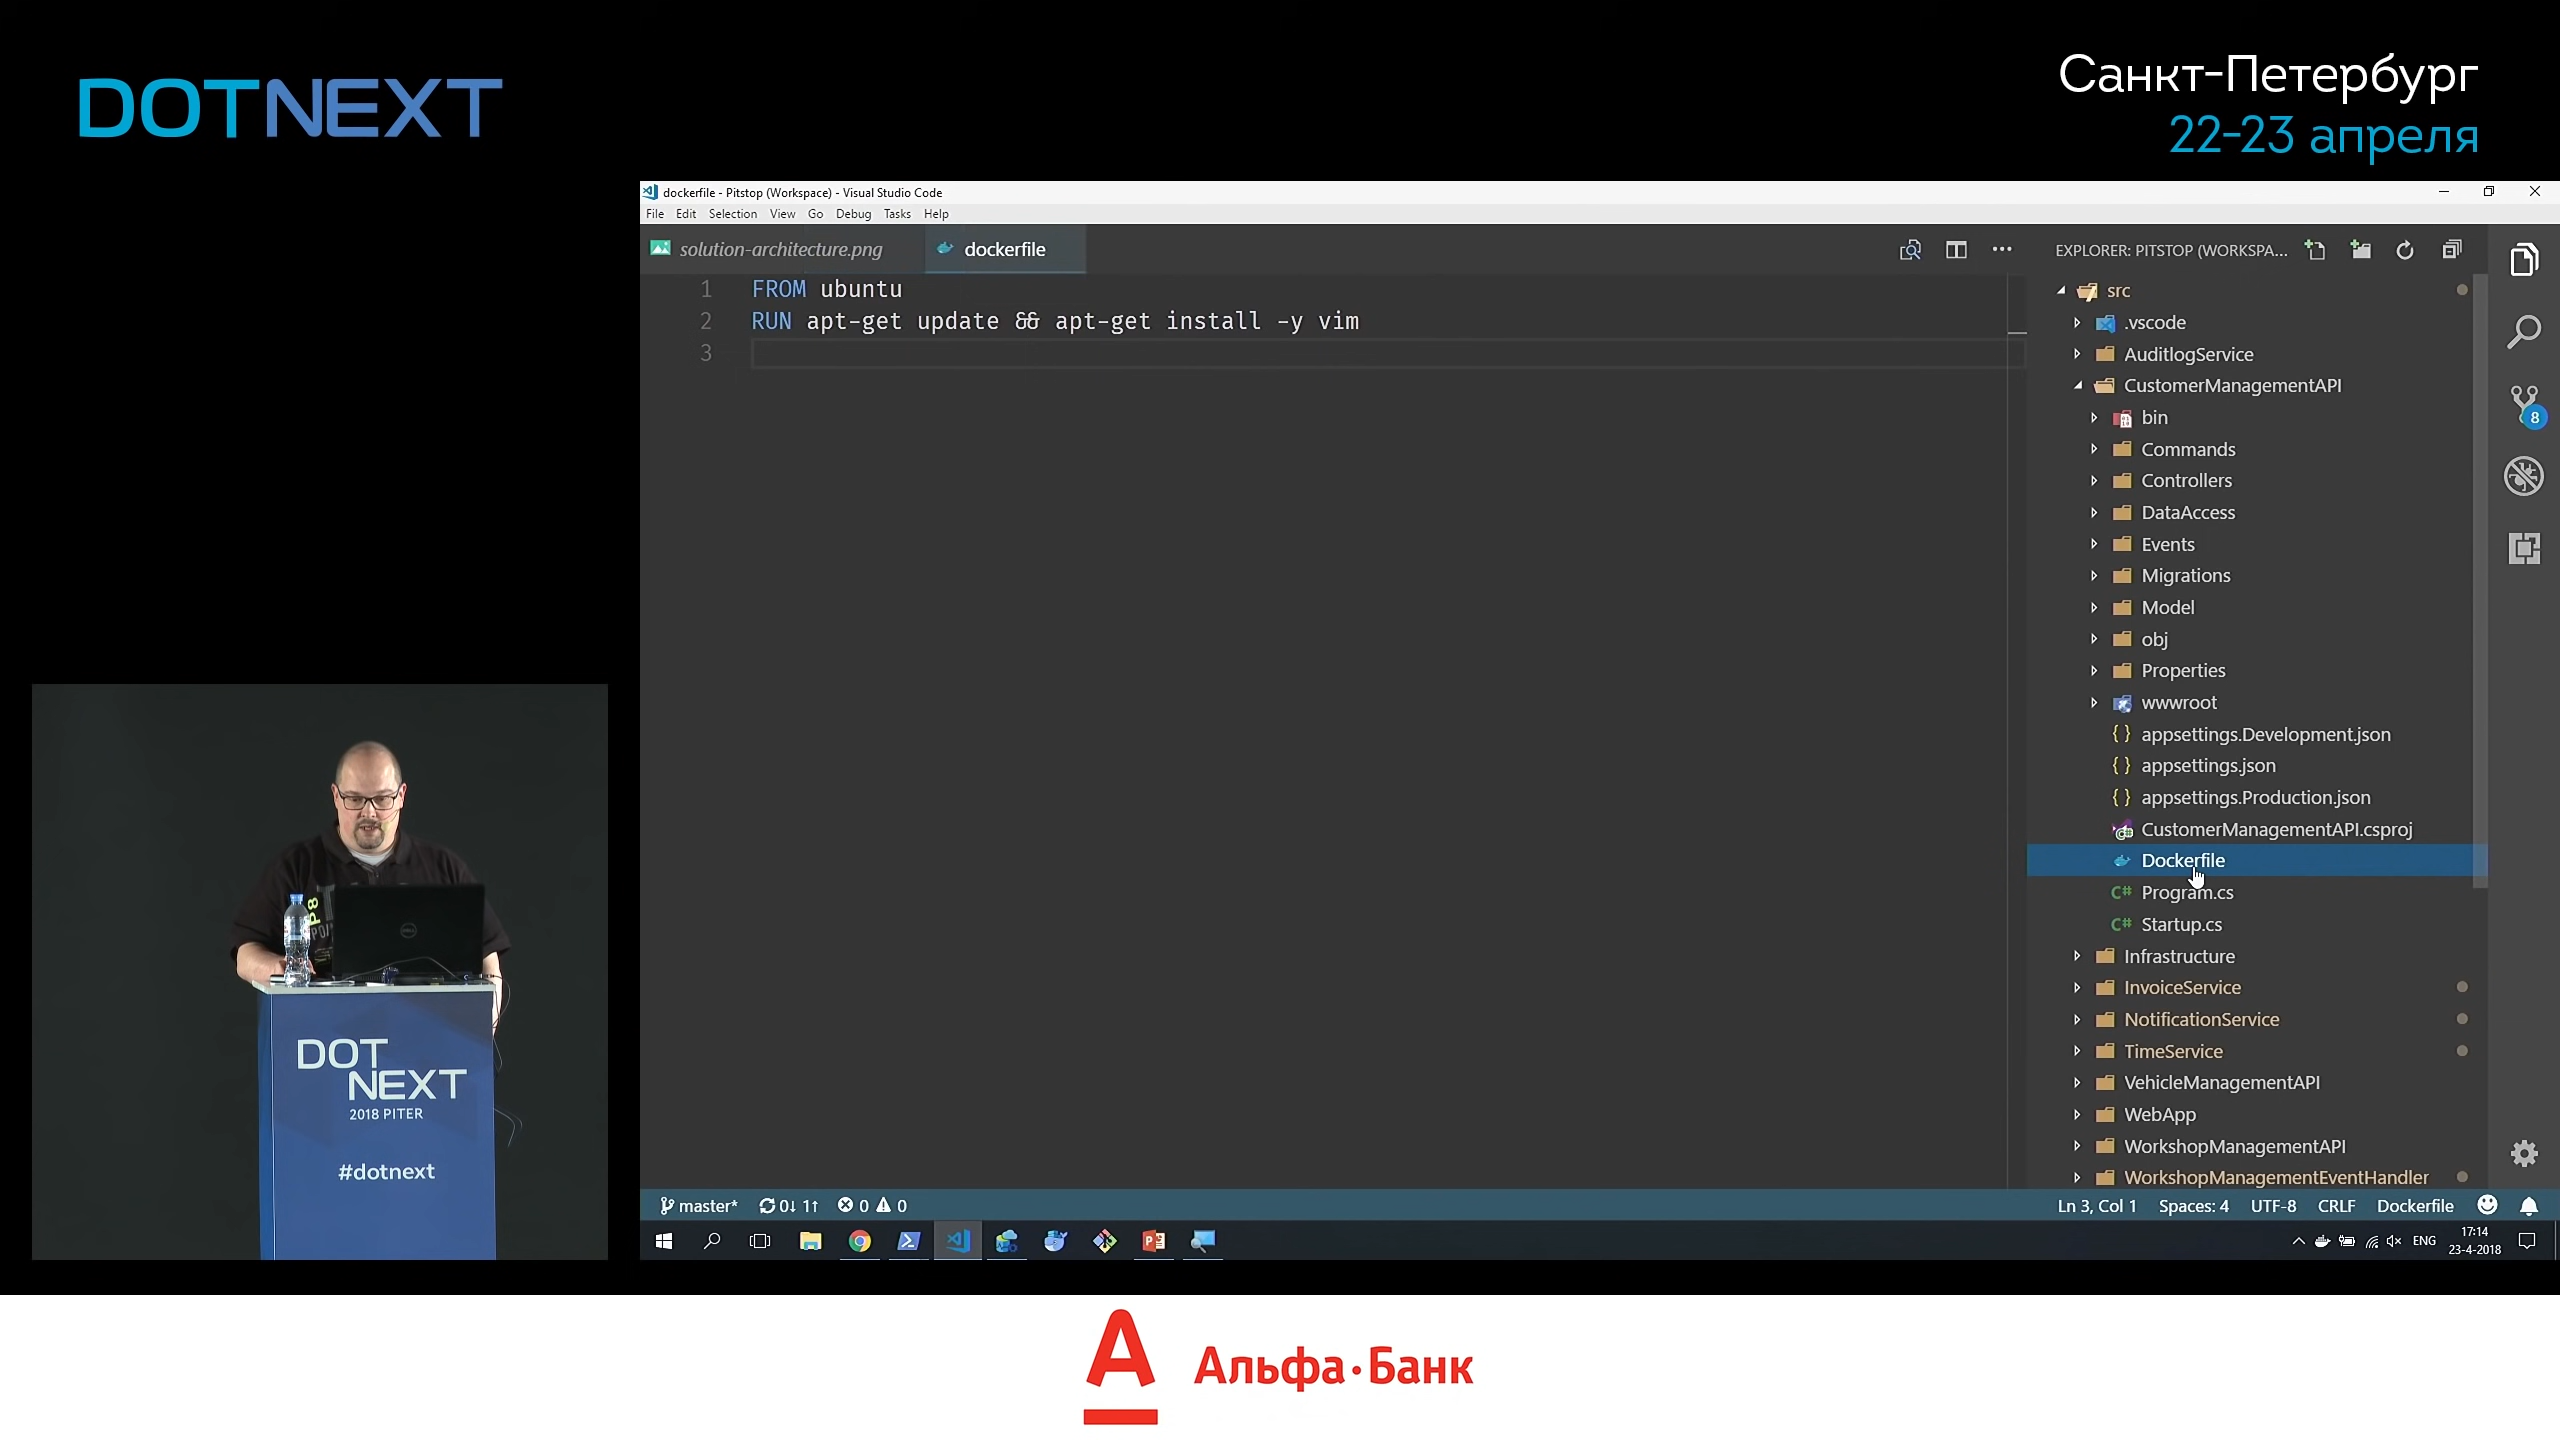 DOTNEXT
Санкт-Петербург
22-23 апреля
dockerfile - Pitstop (Workspace) - Visual Studio Code
File Edit Selection View Go Debug Tasks Help
solution-architecture.png dockerfile
1 FROM ubuntu
2 RUN apt-get update && apt-get install -y vim
3
EXPLORER: PITSTOP (WORKSPA...
src
.vscode
AuditlogService
CustomerManagementAPI
bin
Commands
Controllers
DataAccess
Events
Migrations
Model
obj
Properties
wwwroot
appsettings.Development.json
appsettings.json
appsettings.Production.json
CustomerManagementAPI.csproj
Dockerfile
Program.cs
Startup.cs
Infrastructure
InvoiceService
NotificationService
TimeService
VehicleManagementAPI
WebApp
WorkshopManagementAPI
WorkshopManagementEventHandler
8
master* 0↓ 1↑ 0 0
Ln 3, Col 1 Spaces: 4 UTF-8 CRLF Dockerfile
ENG
17:14
23-4-2018
DELL
DOT
NEXT
2018 PITER
#dotnext
Альфа·Банк